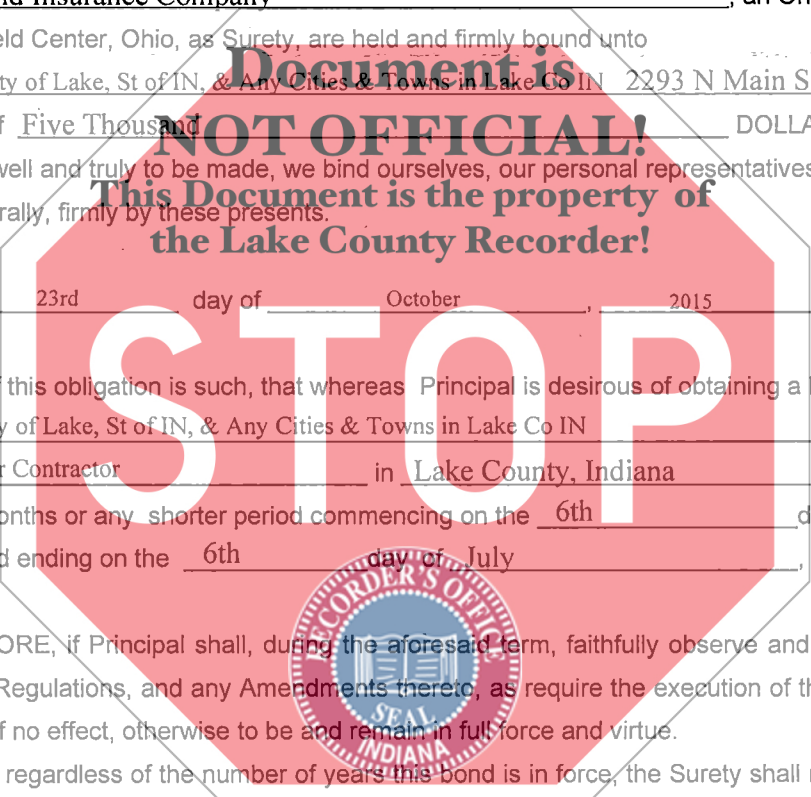 nd Insurance Company , an
eld Center, Ohio, as Surety, are held and firmly bound unto
Document is
ty of Lake, St of IN, & Any Cities & Towns in Lake Co IN 2293 N Main S
f Five Thousand DOLLA
NOT OFFICIAL!
well and truly to be made, we bind ourselves, our personal representatives
This Document is the property of
rally, firmly by these presents.
the Lake County Recorder!
23rd day of October , 2015
STOP
f this obligation is such, that whereas Principal is desirous of obtaining a
y of Lake, St of IN, & Any Cities & Towns in Lake Co IN
r Contractor in Lake County, Indiana
onths or any shorter period commencing on the 6th d
d ending on the 6th day of July ,
RECORDER'S OFFICE
ORE, if Principal shall, during the aforesaid term, faithfully observe and
Regulations, and any Amendments thereto, as require the execution of th
SEAL
f no effect, otherwise to be and remain in full force and virtue.
INDIANA
regardless of the number of years this bond is in force, the Surety shall